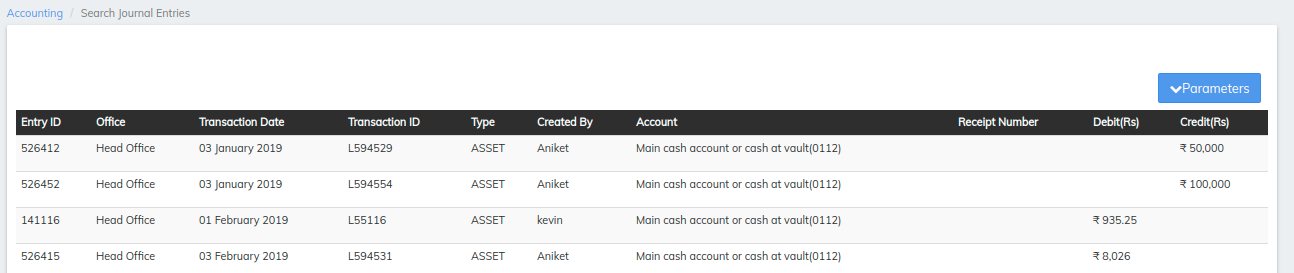 Accounting / Search Journal Entries
Parameters
Entry ID Office Transaction Date Transaction ID Type Created By Account Receipt Number Debit(Rs) Credit(Rs)
526412 Head Office 03 January 2019 L594529 ASSET Aniket Main cash account or cash at vault(0112) ₹ 50,000
526452 Head Office 03 January 2019 L594554 ASSET Aniket Main cash account or cash at vault(0112) ₹ 100,000
141116 Head Office 01 February 2019 L55116 ASSET kevin Main cash account or cash at vault(0112) ₹ 935.25
526415 Head Office 03 February 2019 L594531 ASSET Aniket Main cash account or cash at vault(0112) ₹ 8,026